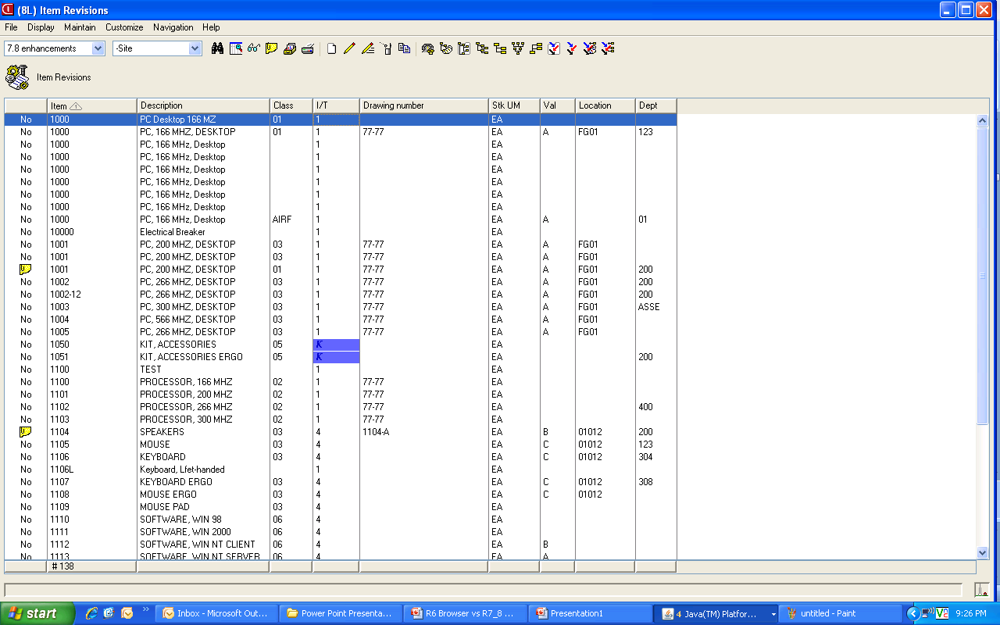 (8L) Item Revisions
File Display Maintain Customize Navigation Help
7.8 enhancements -Site
Item Revisions
Item Description Class I/T Drawing number Stk UM Val Location Dept
No 1000 PC Desktop 166 MZ 01 1 EA
No 1000 PC, 166 MHZ, DESKTOP 01 1 77-77 EA A FG01 123
No 1000 PC, 166 MHz, Desktop 1 EA
No 1000 PC, 166 MHz, Desktop 1 EA
No 1000 PC, 166 MHz, Desktop 1 EA
No 1000 PC, 166 MHz, Desktop 1 EA
No 1000 PC, 166 MHz, Desktop 1 EA
No 1000 PC, 166 MHz, Desktop 1 EA
No 1000 PC, 166 MHz, Desktop AIRF 1 EA A 01
No 10000 Electrical Breaker 1 EA
No 1001 PC, 200 MHZ, DESKTOP 03 1 77-77 EA A FG01
No 1001 PC, 200 MHZ, DESKTOP 03 1 77-77 EA A FG01
1001 PC, 200 MHZ, DESKTOP 01 1 77-77 EA A FG01 200
No 1002 PC, 266 MHZ, DESKTOP 03 1 77-77 EA A FG01 200
No 1002-12 PC, 266 MHZ, DESKTOP 03 1 77-77 EA A FG01 200
No 1003 PC, 300 MHZ, DESKTOP 03 1 77-77 EA A FG01 ASSE
No 1004 PC, 566 MHZ, DESKTOP 03 1 77-77 EA A FG01
No 1005 PC, 266 MHZ, DESKTOP 03 1 77-77 EA A FG01
No 1050 KIT, ACCESSORIES 05 K EA
No 1051 KIT, ACCESSORIES ERGO 05 K EA 200
No 1100 TEST 1 EA
No 1100 PROCESSOR, 166 MHZ 02 1 77-77 EA
No 1101 PROCESSOR, 200 MHZ 02 1 77-77 EA
No 1102 PROCESSOR, 266 MHZ 02 1 77-77 EA 400
No 1103 PROCESSOR, 300 MHZ 02 1 77-77 EA
1104 SPEAKERS 03 4 1104-A EA B 01012 200
No 1105 MOUSE 03 4 EA C 01012 123
No 1106 KEYBOARD 03 4 EA C 01012 304
No 1106L Keyboard, Lfet-handed 1 EA
No 1107 KEYBOARD ERGO 03 4 EA C 01012 308
No 1108 MOUSE ERGO 03 4 EA C 01012
No 1109 MOUSE PAD 03 4 EA
No 1110 SOFTWARE, WIN 98 06 4 EA
No 1111 SOFTWARE, WIN 2000 06 4 EA
No 1112 SOFTWARE, WIN NT CLIENT 06 4 EA B
No 1113 SOFTWARE, WIN NT SERVER 06 4 EA A
# 138
start Inbox - Microsoft Out... Power Point Presenta... R6 Browser vs R7_8 ... Presentation1 4 Java(TM) Platfor... untitled - Paint 9:26 PM